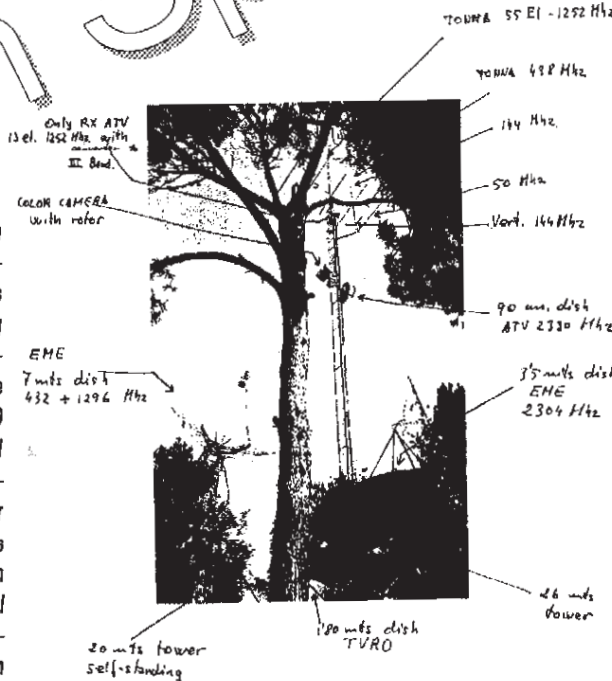 TONNA 55 El - 1252 Mhz
TONNA 438 Mhz
144 Mhz.
50 Mhz
Vert. 144 Mhz
90 cm. dish
ATV 2330 Mhz
3'5 mts dish
EME
2304 Mhz
26 mts
tower
1'80 mts dish
TVRO
20 mts tower
self-standing
EME
7 mts dish
432 + 1296 Mhz
COLOR CAMERA
with rotor
Only RX ATV
13 el. 1252 Mhz. with
III Band.